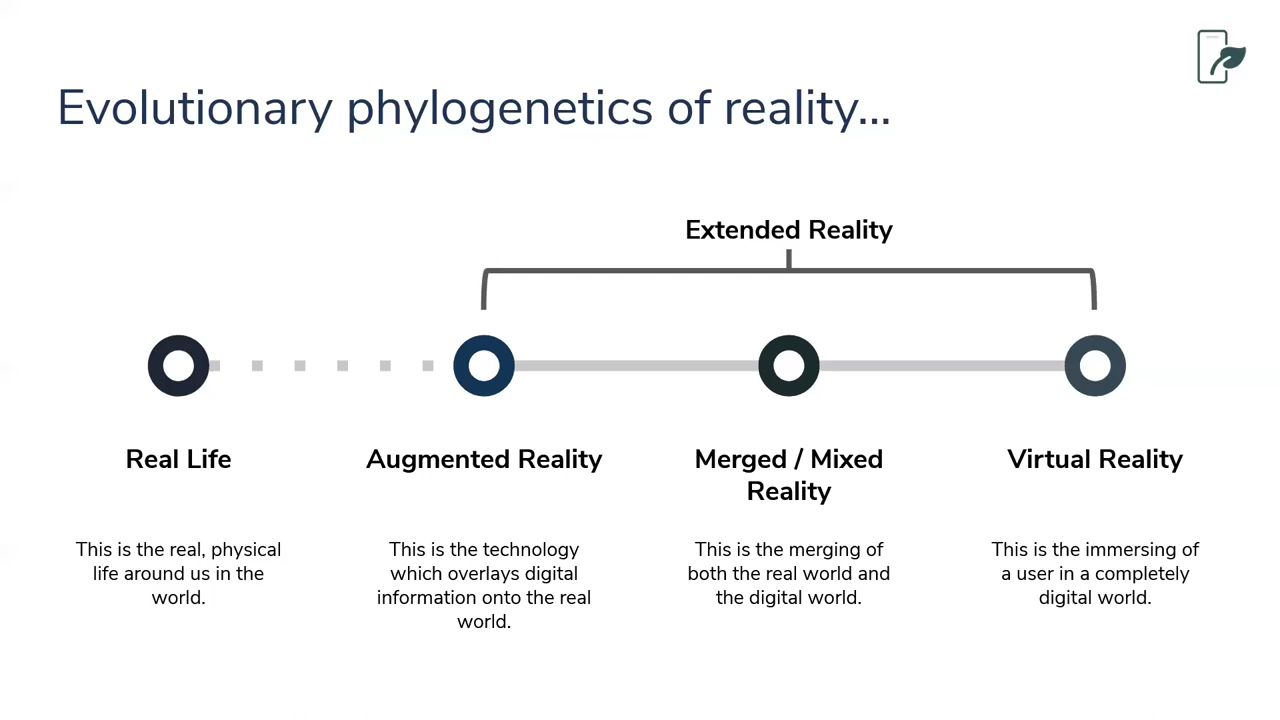 Evolutionary phylogenetics of reality...
Extended Reality
Real Life
This is the real, physical
life around us in the
world.
Augmented Reality
This is the technology
which overlays digital
information onto the real
world.
Merged / Mixed
Reality
This is the merging of
both the real world and
the digital world.
Virtual Reality
This is the immersing of
a user in a completely
digital world.